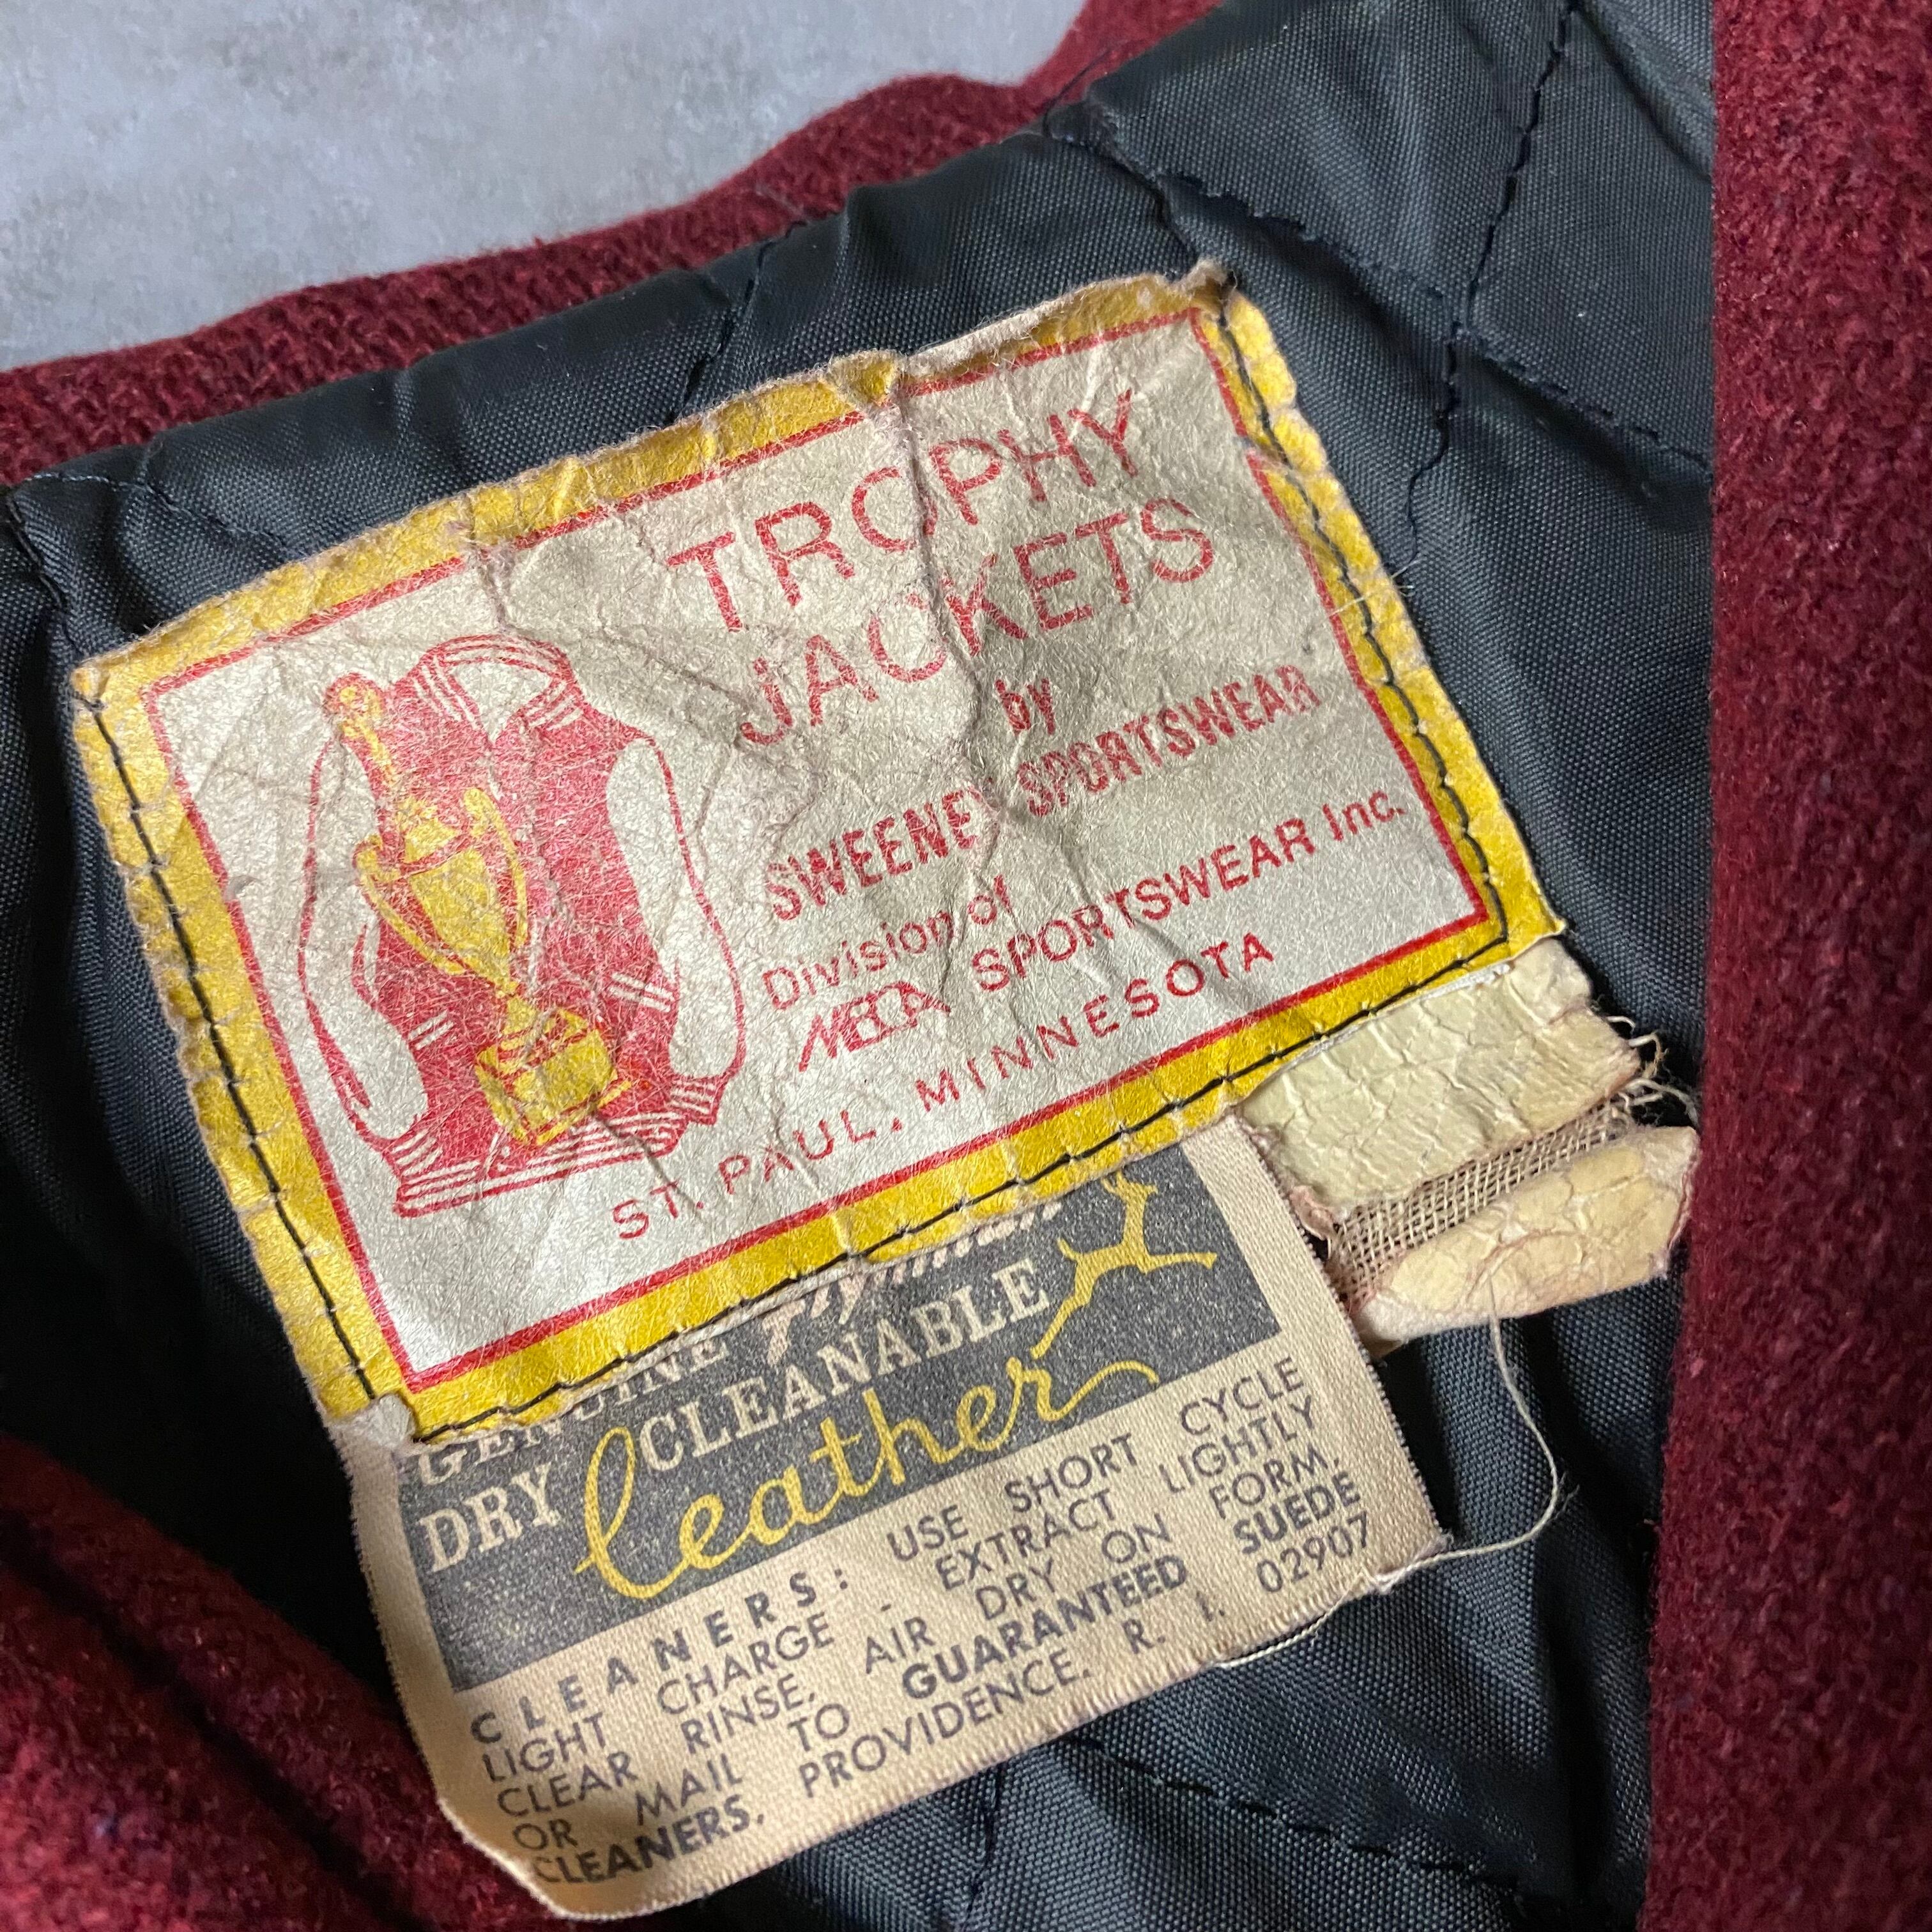 TROPHY
JACKETS
by
SWEENEY SPORTSWEAR
Division of
SPORTSWEAR Inc.
ST. PAUL, MINNESOTA
GENUINE
DRY CLEANABLE
leather
CLEANERS: USE SHORT CYCLE
LIGHT CHARGE - EXTRACT LIGHTLY
CLEAR RINSE. AIR DRY ON FORM.
OR MAIL TO GUARANTEED SUEDE
CLEANERS. PROVIDENCE. R. I. 02907